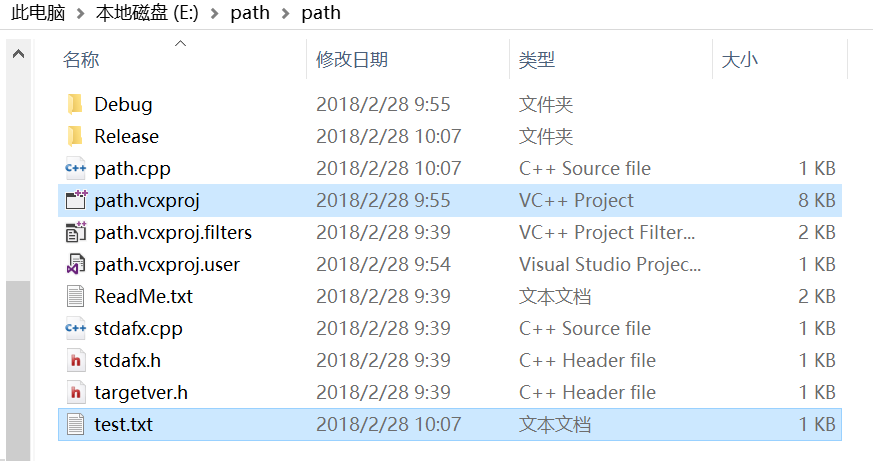 此电脑 > 本地磁盘 (E:) > path > path
名称 修改日期 类型 大小
Debug 2018/2/28 9:55 文件夹
Release 2018/2/28 10:07 文件夹
path.cpp 2018/2/28 10:07 C++ Source file 1 KB
path.vcxproj 2018/2/28 9:55 VC++ Project 8 KB
path.vcxproj.filters 2018/2/28 9:39 VC++ Project Filter... 2 KB
path.vcxproj.user 2018/2/28 9:54 Visual Studio Projec... 1 KB
ReadMe.txt 2018/2/28 9:39 文本文档 2 KB
stdafx.cpp 2018/2/28 9:39 C++ Source file 1 KB
stdafx.h 2018/2/28 9:39 C++ Header file 1 KB
targetver.h 2018/2/28 9:39 C++ Header file 1 KB
test.txt 2018/2/28 10:07 文本文档 1 KB